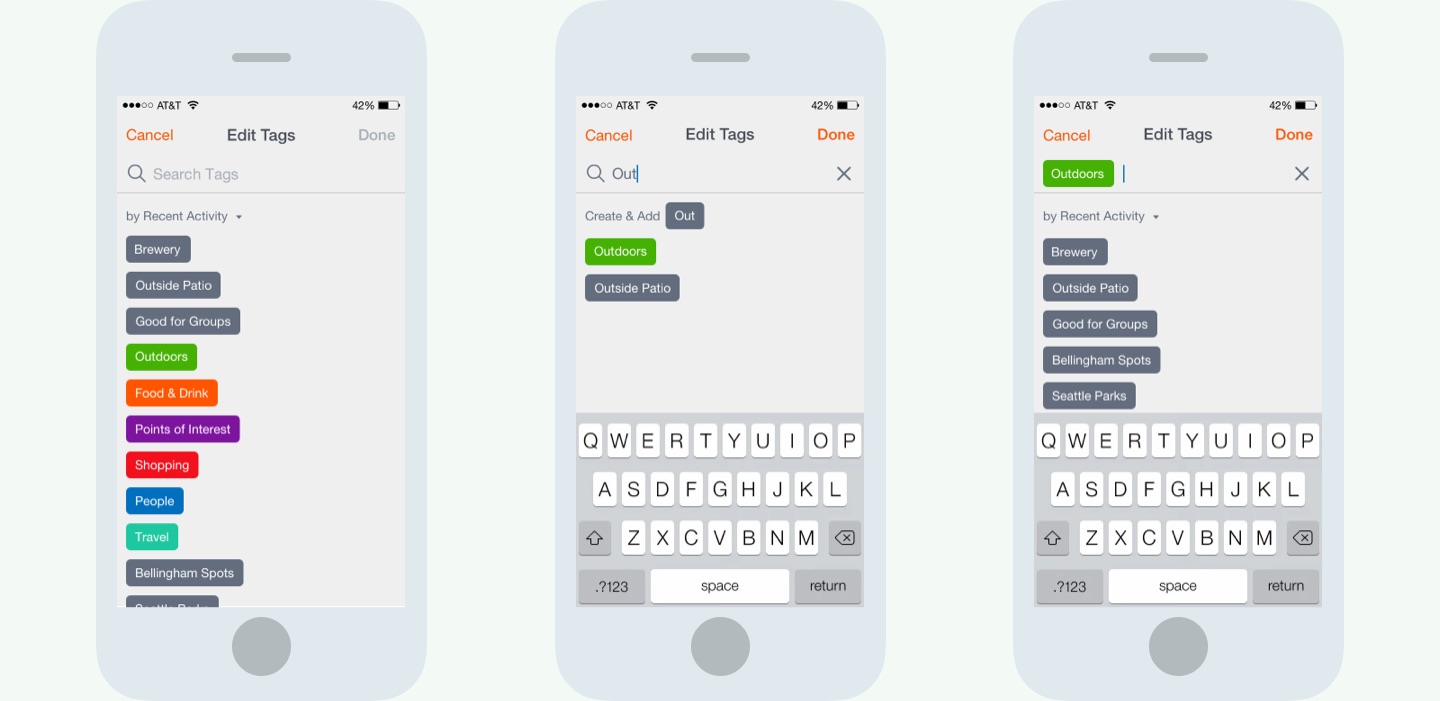 AT&T 42%
Cancel Edit Tags Done
Search Tags
by Recent Activity
Brewery
Outside Patio
Good for Groups
Outdoors
Food & Drink
Points of Interest
Shopping
People
Travel
Bellingham Spots
AT&T 42%
Cancel Edit Tags Done
Out
Create & Add Out
Outdoors
Outside Patio
Q W E R T Y U I O P
A S D F G H J K L
Z X C V B N M
.?123 space return
AT&T 42%
Cancel Edit Tags Done
Outdoors
by Recent Activity
Brewery
Outside Patio
Good for Groups
Bellingham Spots
Seattle Parks
Q W E R T Y U I O P
A S D F G H J K L
Z X C V B N M
.?123 space return